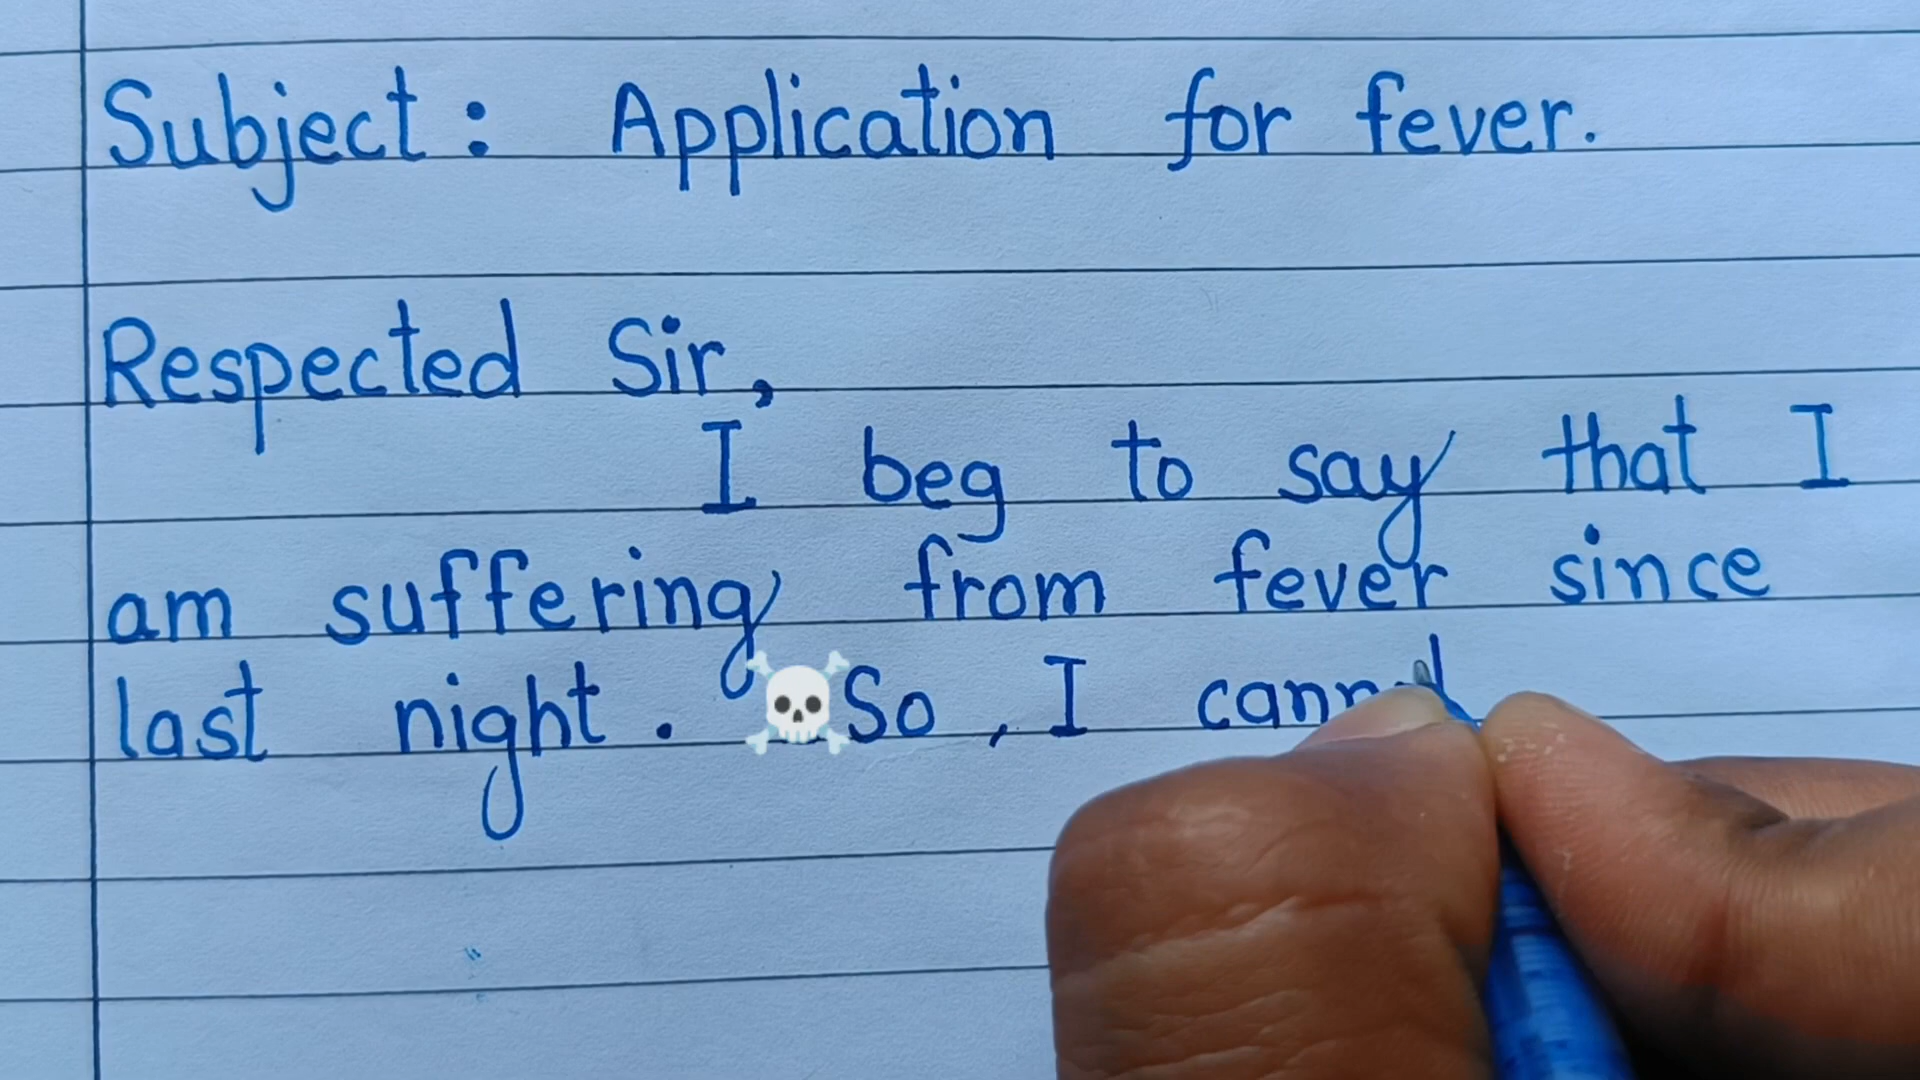 Subject: Application for fever.
Respected Sir,
I beg to say that I
am suffering from fever since
last night. ☠️So, I